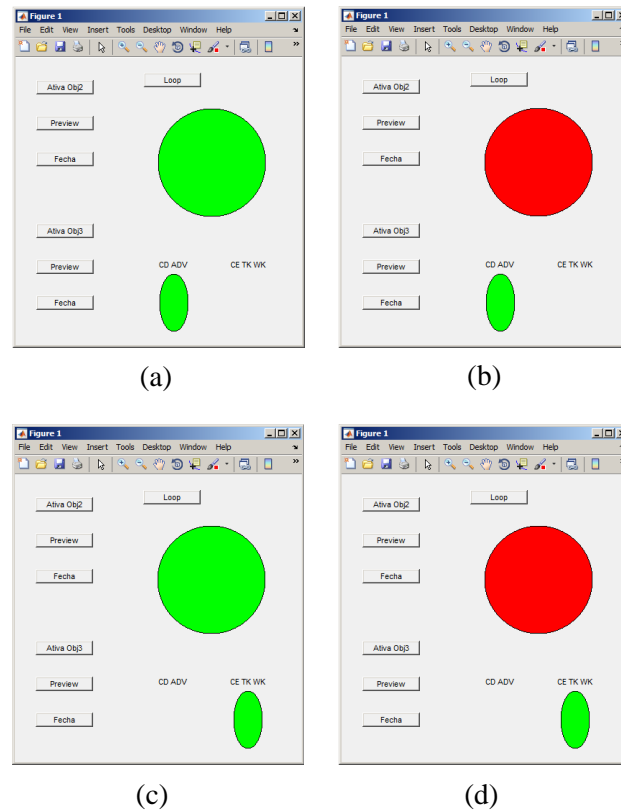 Figure 1
File Edit View Insert Tools Desktop Window Help
Loop
Ativa Obj2
Preview
Fecha
Ativa Obj3
Preview
CD ADV CE TK WK
Fecha
(a)
Figure 1
File Edit View Insert Tools Desktop Window Help
Loop
Ativa Obj2
Preview
Fecha
Ativa Obj3
Preview
CD ADV CE TK WK
Fecha
(b)
Figure 1
File Edit View Insert Tools Desktop Window Help
Loop
Ativa Obj2
Preview
Fecha
Ativa Obj3
Preview
CD ADV CE TK WK
Fecha
(c)
Figure 1
File Edit View Insert Tools Desktop Window Help
Loop
Ativa Obj2
Preview
Fecha
Ativa Obj3
Preview
CD ADV CE TK WK
Fecha
(d)